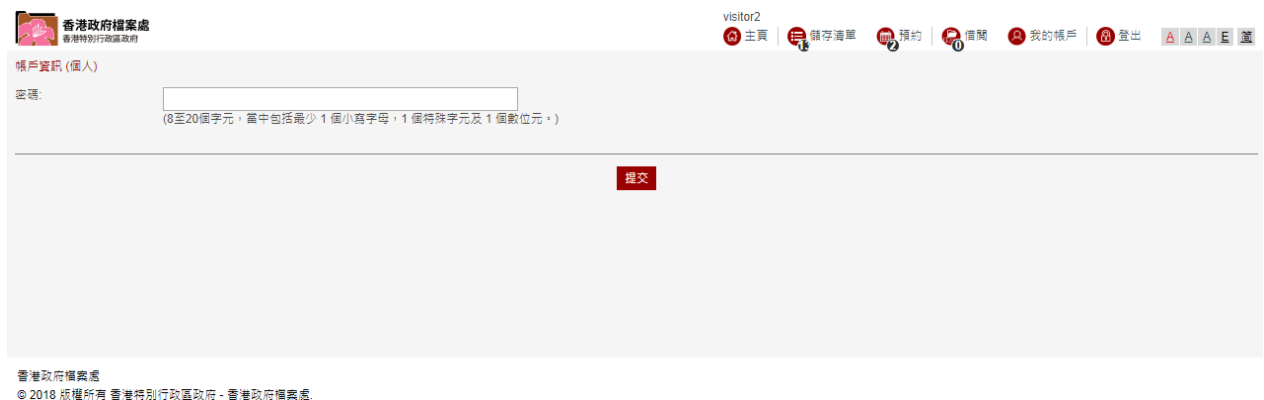 visitor2
香港政府檔案處
香港特別行政區政府
主頁 儲存清單 預約 2 借閱 0 我的帳戶 登出 A A A E 簡
帳戶資訊 (個人)
密碼:
(8至20個字元，當中包括最少 1 個小寫字母，1 個特殊字元及 1 個數位元。)
提交
香港政府檔案處
© 2018 版權所有 香港特別行政區政府 - 香港政府檔案處.